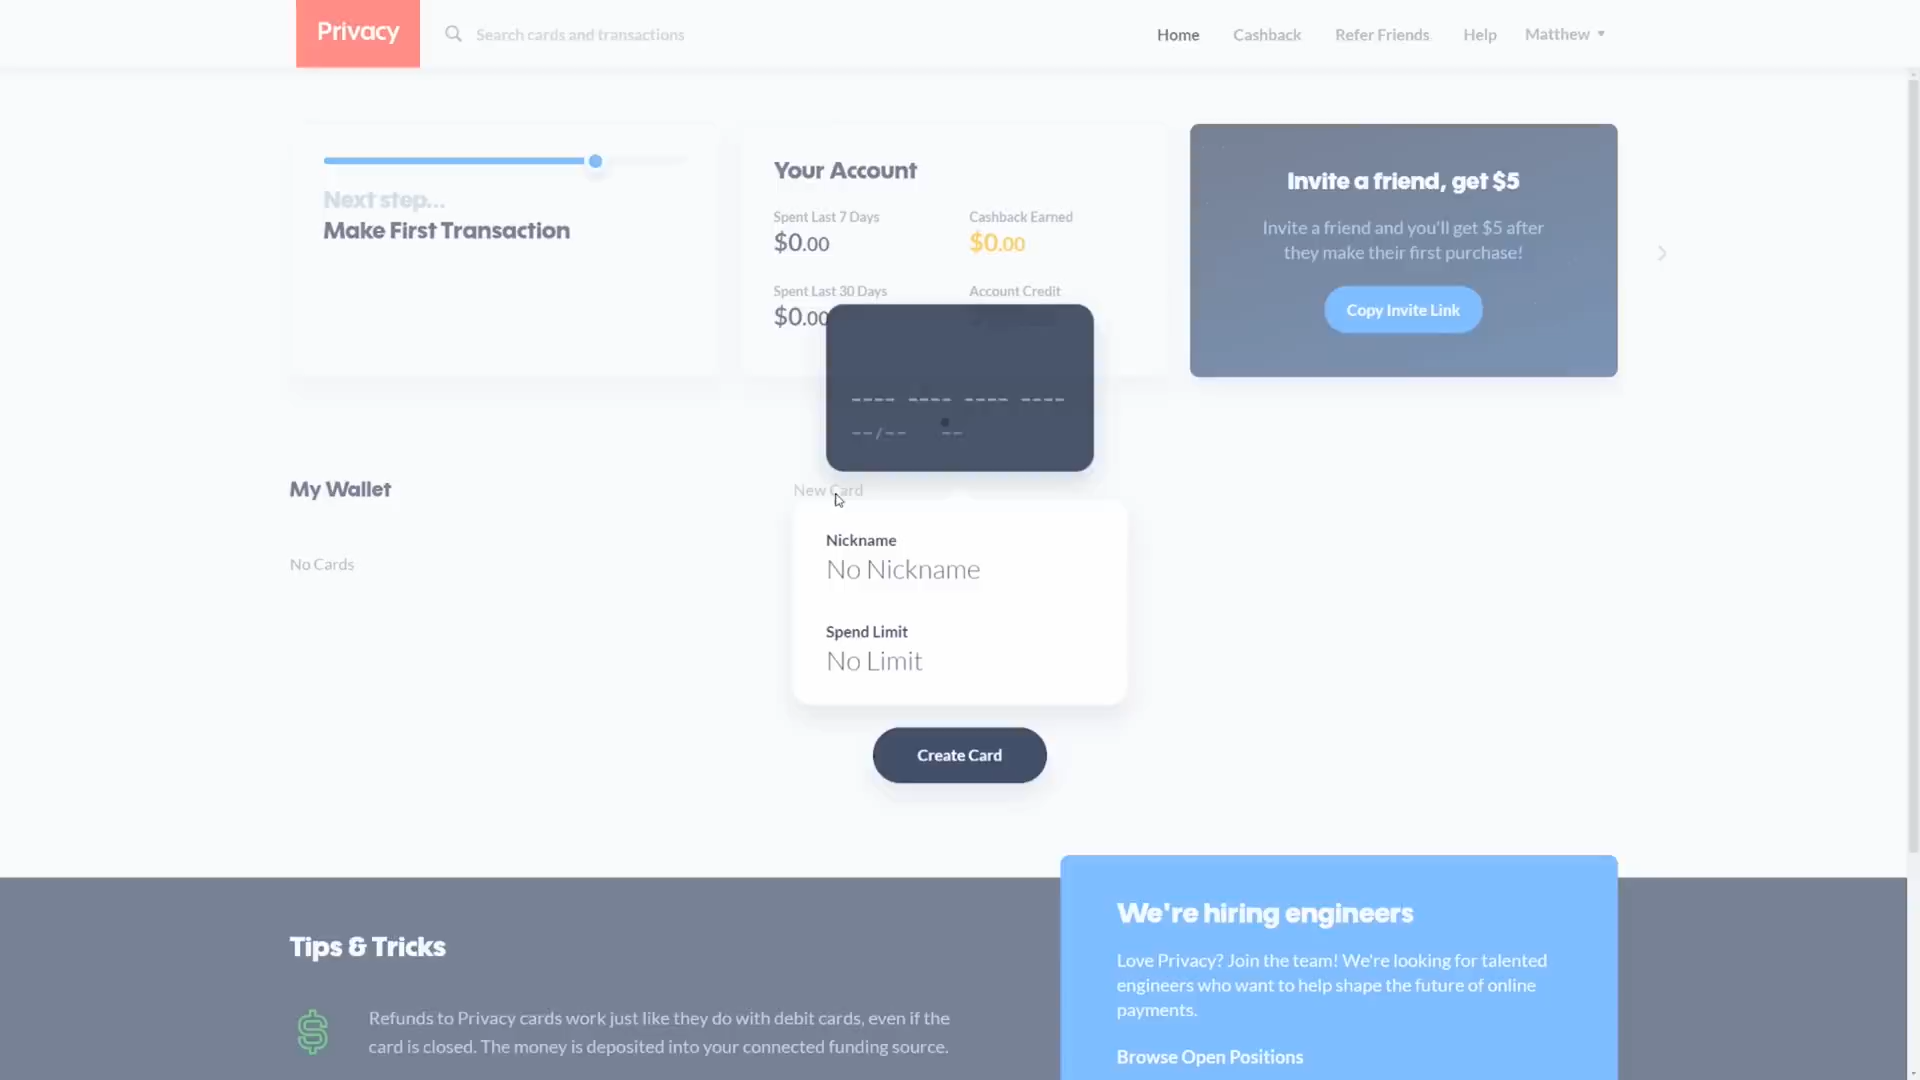 Privacy
Search cards and transactions
Home
Cashback
Refer Friends
Help
Matthew
Next step...
Make First Transaction
Your Account
Spent Last 7 Days
$0.00
Cashback Earned
$0.00
Spent Last 30 Days
$0.00
Account Credit
Invite a friend, get $5
Invite a friend and you'll get $5 after
they make their first purchase!
Copy Invite Link
---- ---- ---- ----
--/-- --
My Wallet
New Card
No Cards
Nickname
No Nickname
Spend Limit
No Limit
Create Card
Tips & Tricks
Refunds to Privacy cards work just like they do with debit cards, even if the
card is closed. The money is deposited into your connected funding source.
We're hiring engineers
Love Privacy? Join the team! We're looking for talented
engineers who want to help shape the future of online
payments.
Browse Open Positions